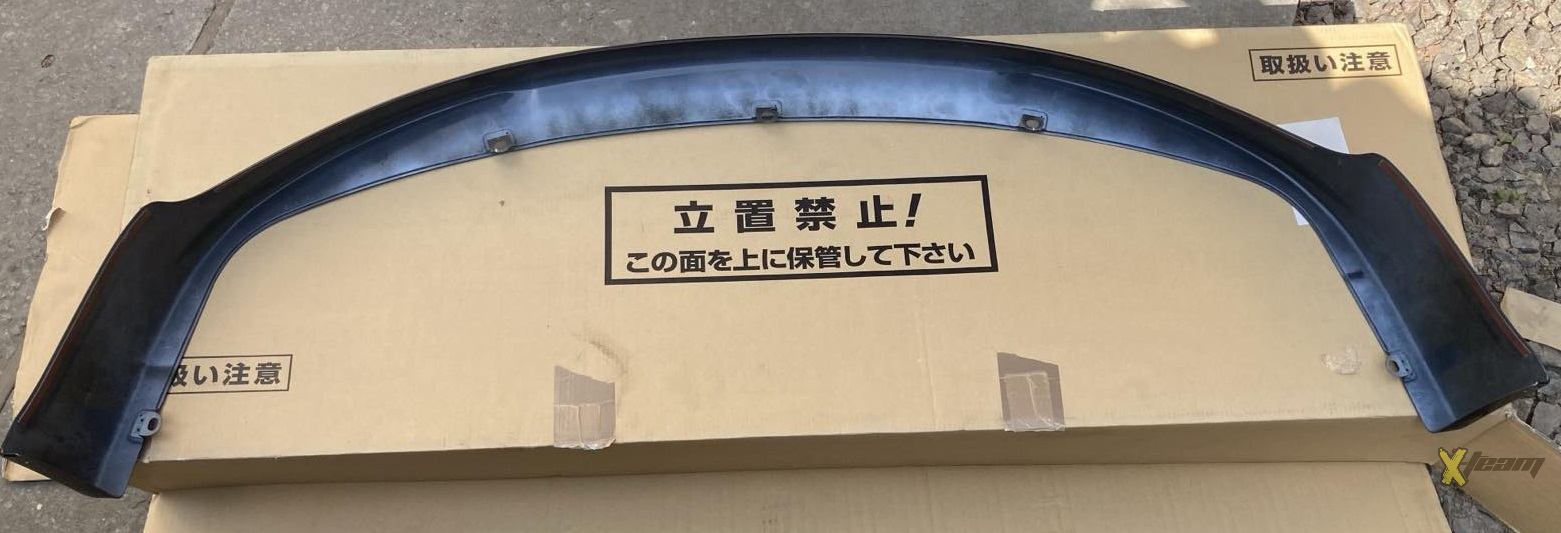 取扱い注意
立置禁止!
この面を上に保管して下さい
扱い注意
X-team